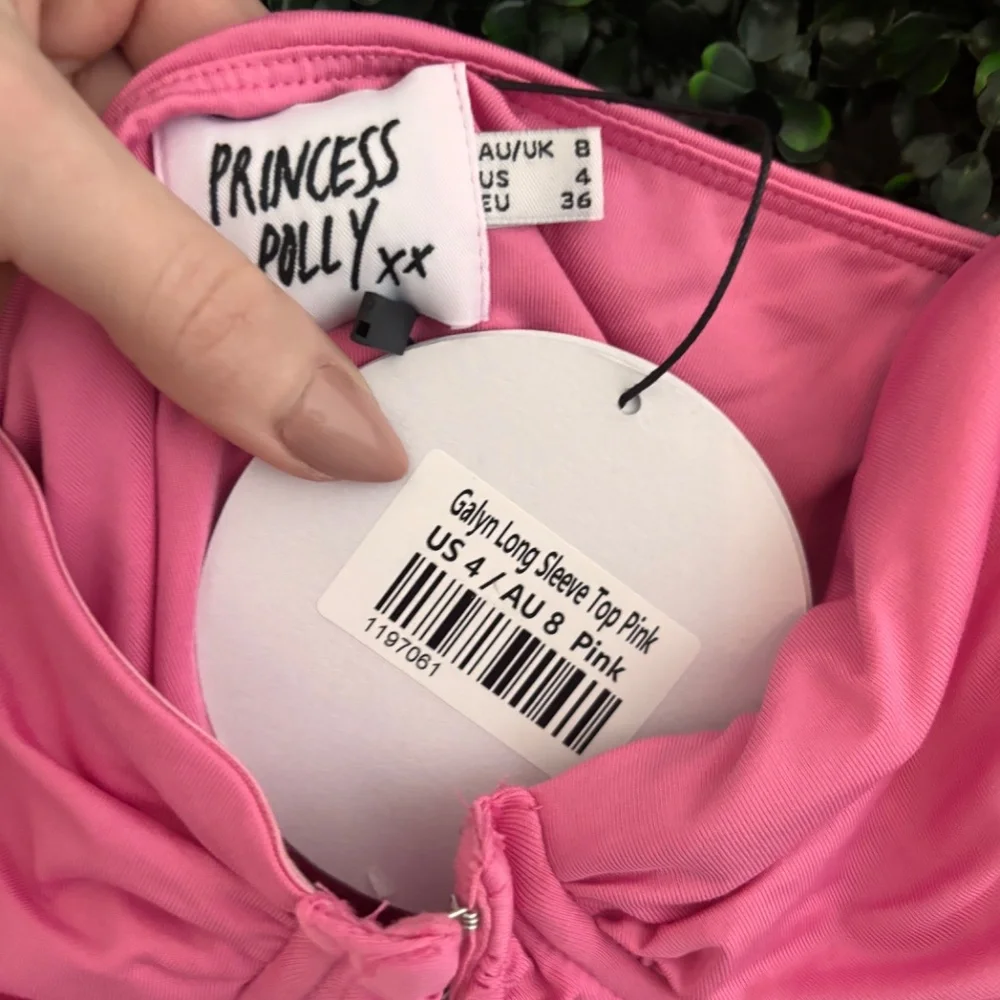 PRINCESS
POLLY xx
AU/UK 8
US 4
EU 36
Galyn Long Sleeve Top Pink
US 4 / AU 8 Pink
1197061